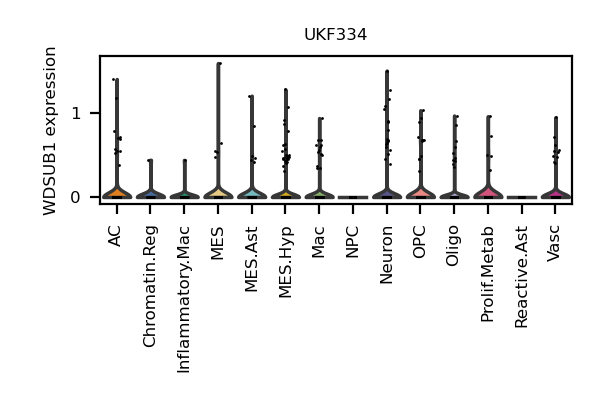 UKF334
WDSUB1 expression
1
0
AC
Chromatin.Reg
Inflammatory.Mac
MES
MES.Ast
MES.Hyp
Mac
NPC
Neuron
OPC
Oligo
Prolif.Metab
Reactive.Ast
Vasc